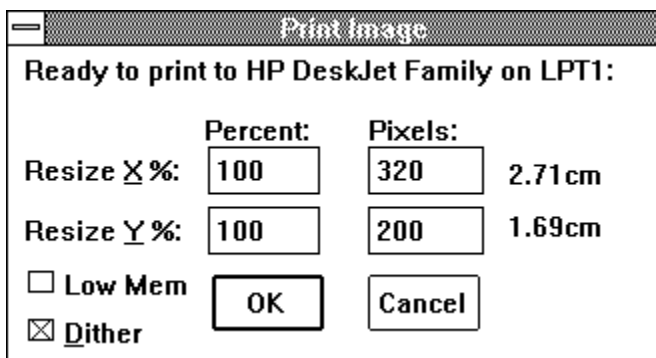 Print Image
Ready to print to HP DeskJet Family on LPT1:
Percent: Pixels:
Resize X %: 100 320 2.71cm
Resize Y %: 100 200 1.69cm
Low Mem
OK Cancel
Dither